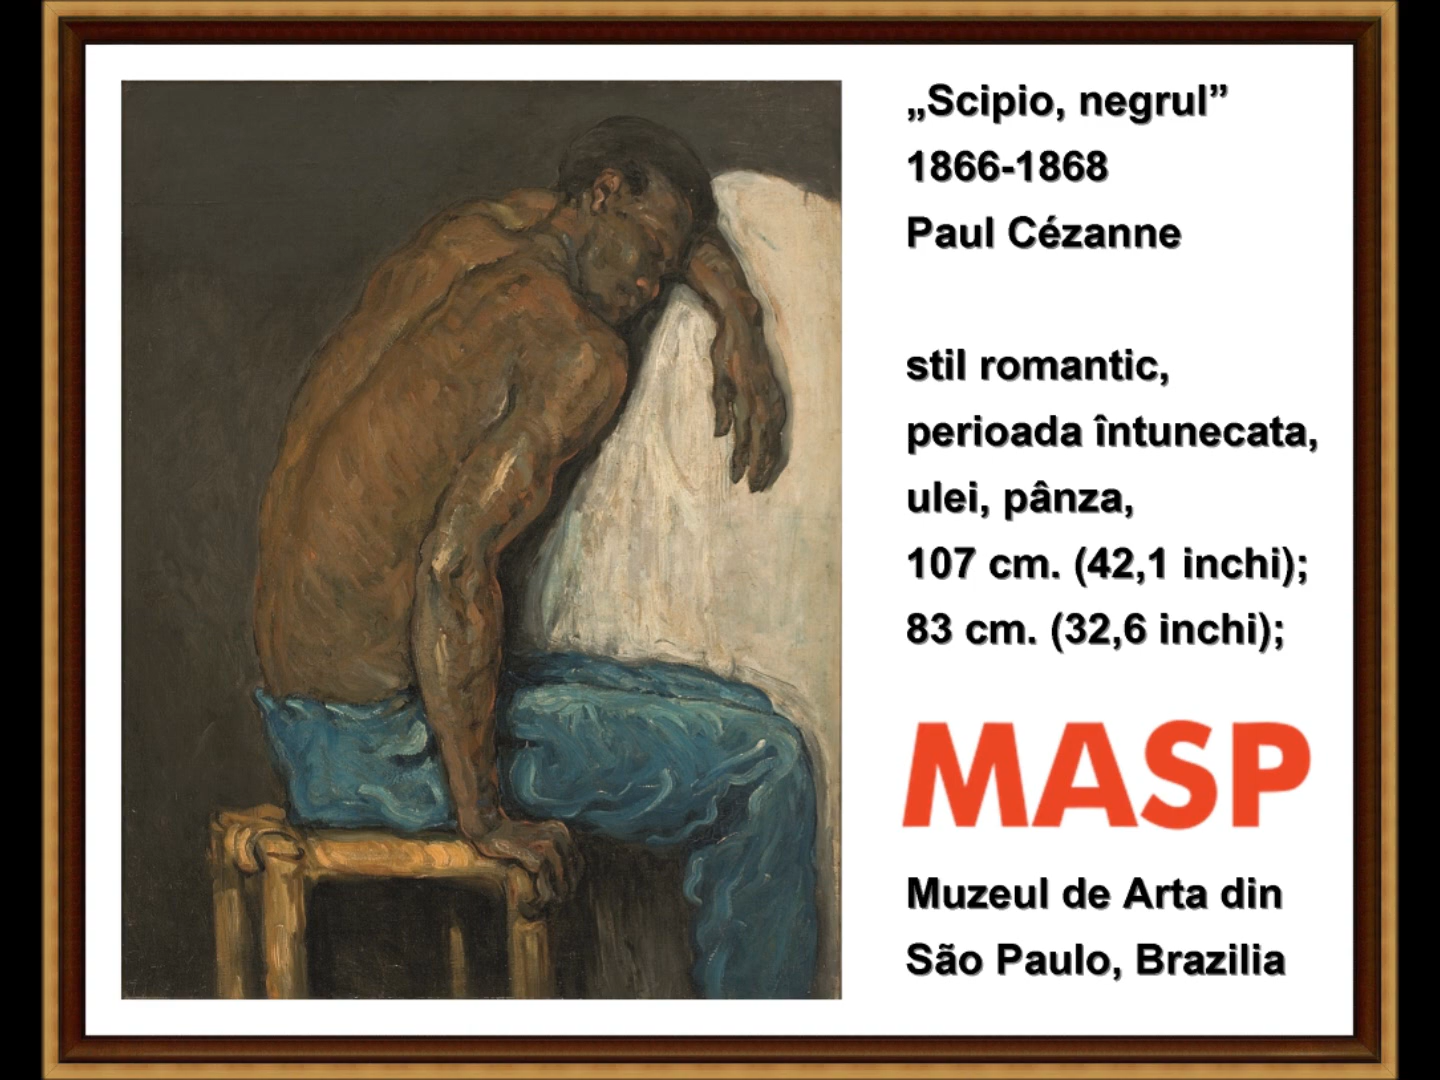 „Scipio, negrul”
1866-1868
Paul Cézanne
stil romantic,
perioada întunecata,
ulei, pânza,
107 cm. (42,1 inchi);
83 cm. (32,6 inchi);
MASP
Muzeul de Arta din
São Paulo, Brazilia